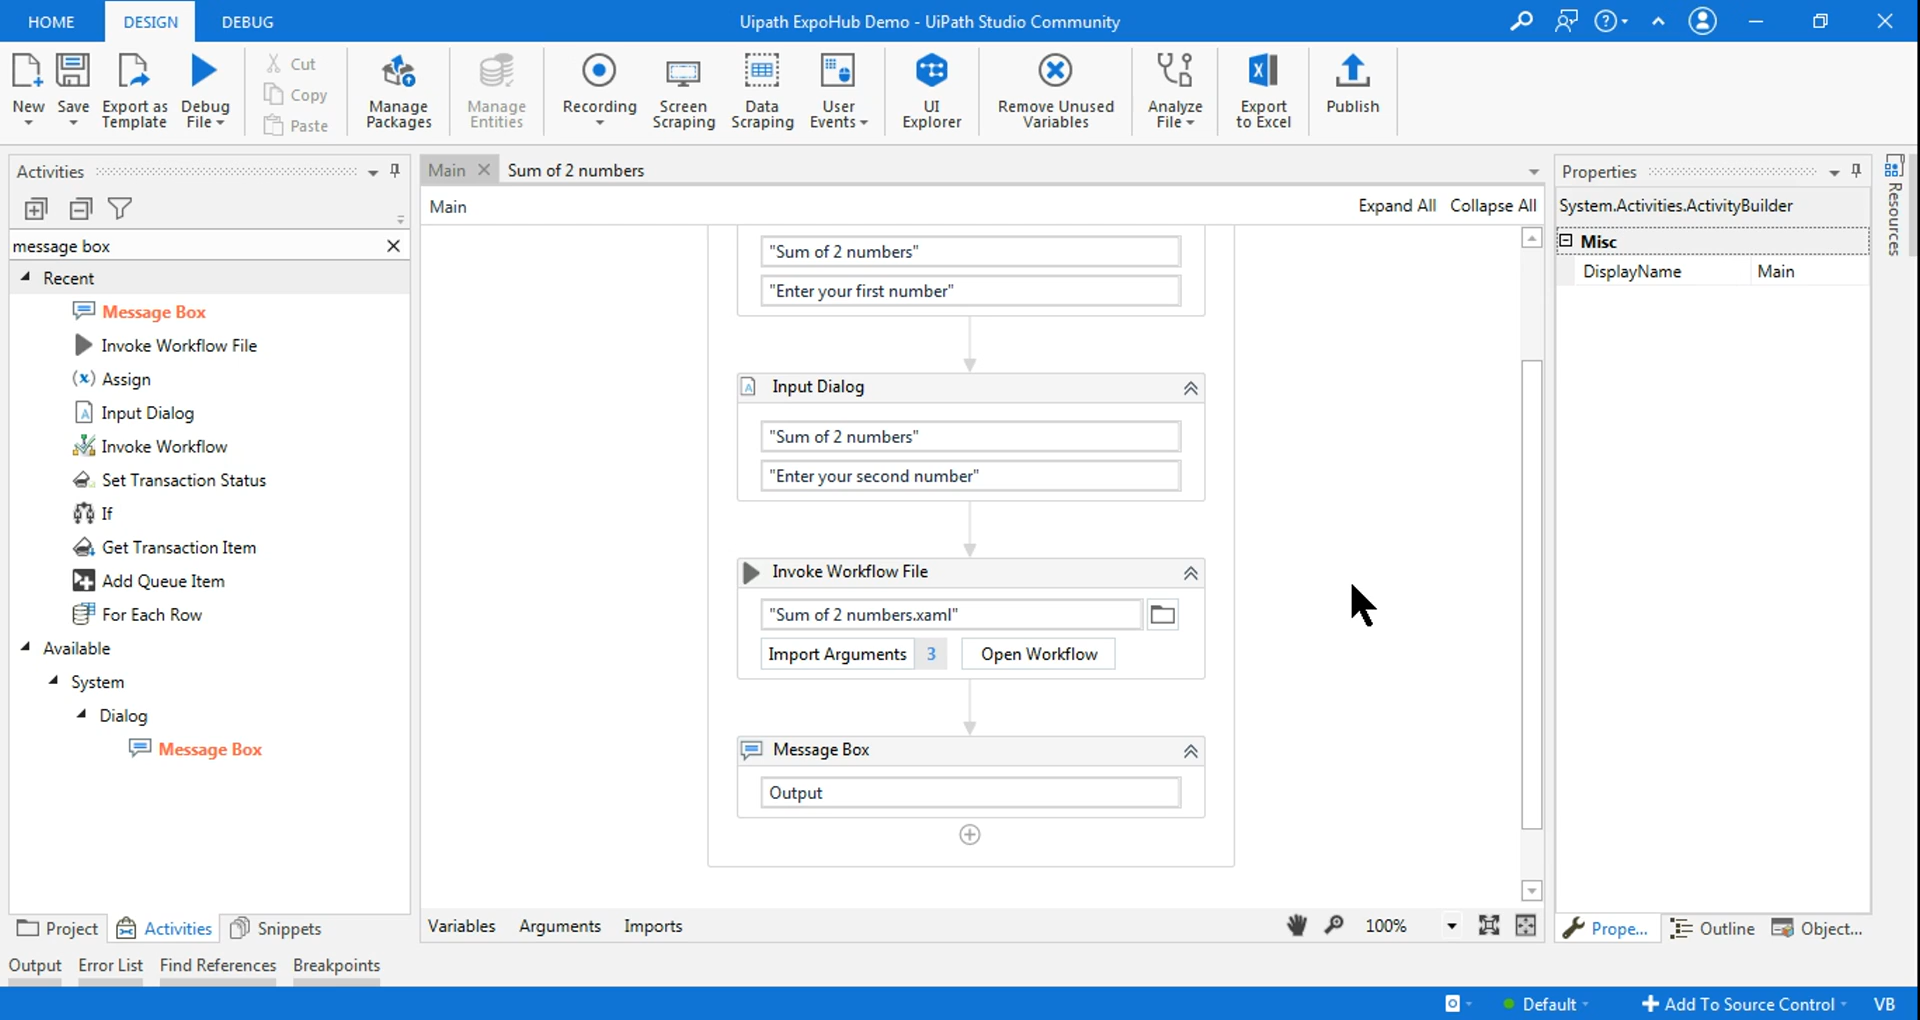 HOME DESIGN DEBUG Uipath ExpoHub Demo - UiPath Studio Community
New Save Export as Template Debug File Cut Copy Paste Manage Packages Manage Entities Recording Screen Scraping Data Scraping User Events UI Explorer Remove Unused Variables Analyze File Export to Excel Publish
Activities
message box
Recent
Message Box
Invoke Workflow File
Assign
Input Dialog
Invoke Workflow
Set Transaction Status
If
Get Transaction Item
Add Queue Item
For Each Row
Available
System
Dialog
Message Box
Project Activities Snippets
Main Sum of 2 numbers
Main Expand All Collapse All
"Sum of 2 numbers"
"Enter your first number"
Input Dialog
"Sum of 2 numbers"
"Enter your second number"
Invoke Workflow File
"Sum of 2 numbers.xaml"
Import Arguments 3 Open Workflow
Message Box
Output
Variables Arguments Imports 100%
Properties
System.Activities.ActivityBuilder
Misc
DisplayName Main
Prope... Outline Object...
Resources
Output Error List Find References Breakpoints
Default Add To Source Control VB